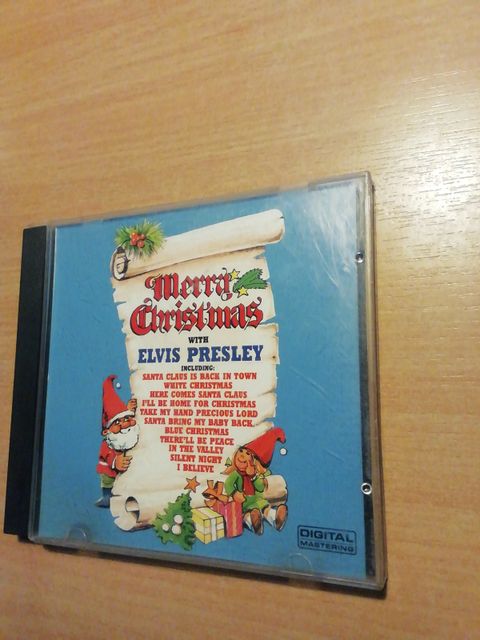 Merry
Christmas
WITH
ELVIS PRESLEY
INCLUDING:
SANTA CLAUS IS BACK IN TOWN
WHITE CHRISTMAS
HERE COMES SANTA CLAUS
I'LL BE HOME FOR CHRISTMAS
TAKE MY HAND PRECIOUS LORD
SANTA BRING MY BABY BACK
BLUE CHRISTMAS
THERE'LL BE PEACE
IN THE VALLEY
SILENT NIGHT
I BELIEVE
DIGITAL
MASTERING